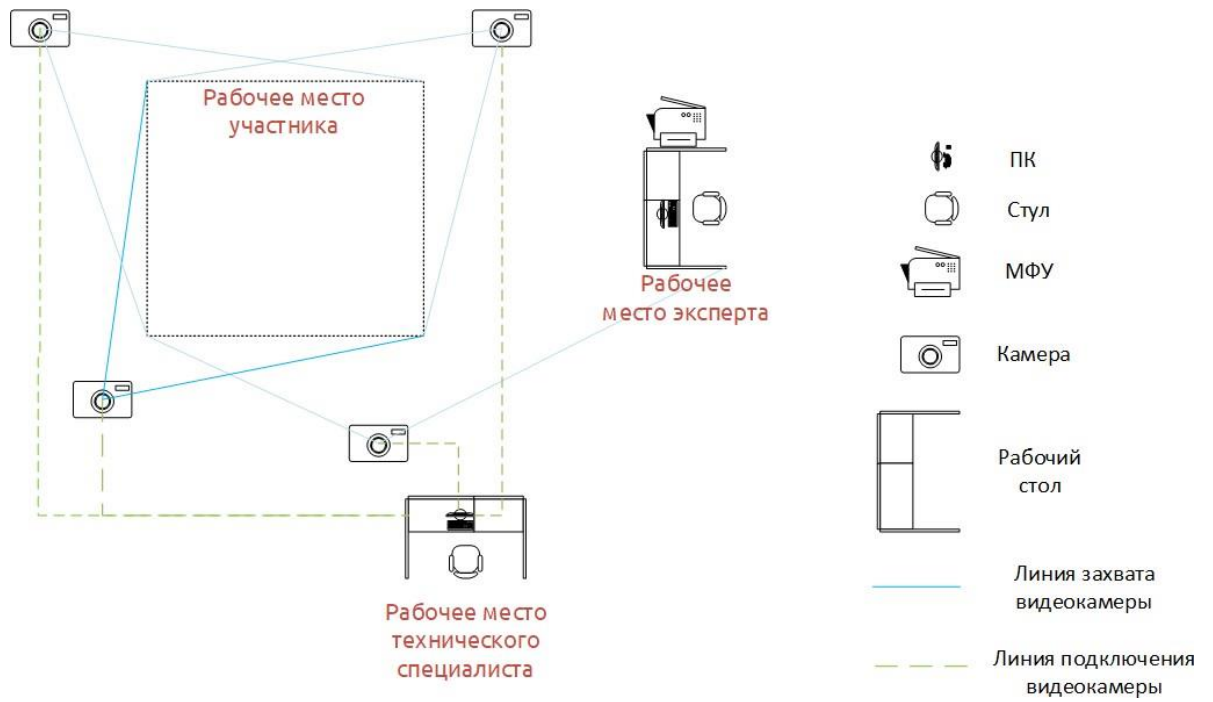 Рабочее место
участника
Рабочее
место эксперта
Рабочее место
технического
специалиста
ПК
Стул
МФУ
Камера
Рабочий
стол
Линия захвата
видеокамеры
Линия подключения
видеокамеры